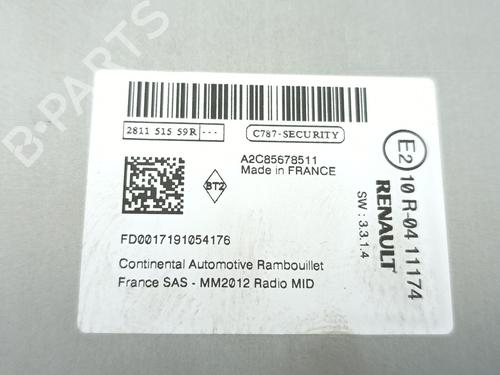 2811 515 59R ---
C787-SECURITY
A2C85678511
Made in FRANCE
BT2
FD0017191054176
Continental Automotive Rambouillet
France SAS - MM2012 Radio MID
E2
10 R-04 11174
RENAULT
SW : 3.3.1.4
B-PARTS